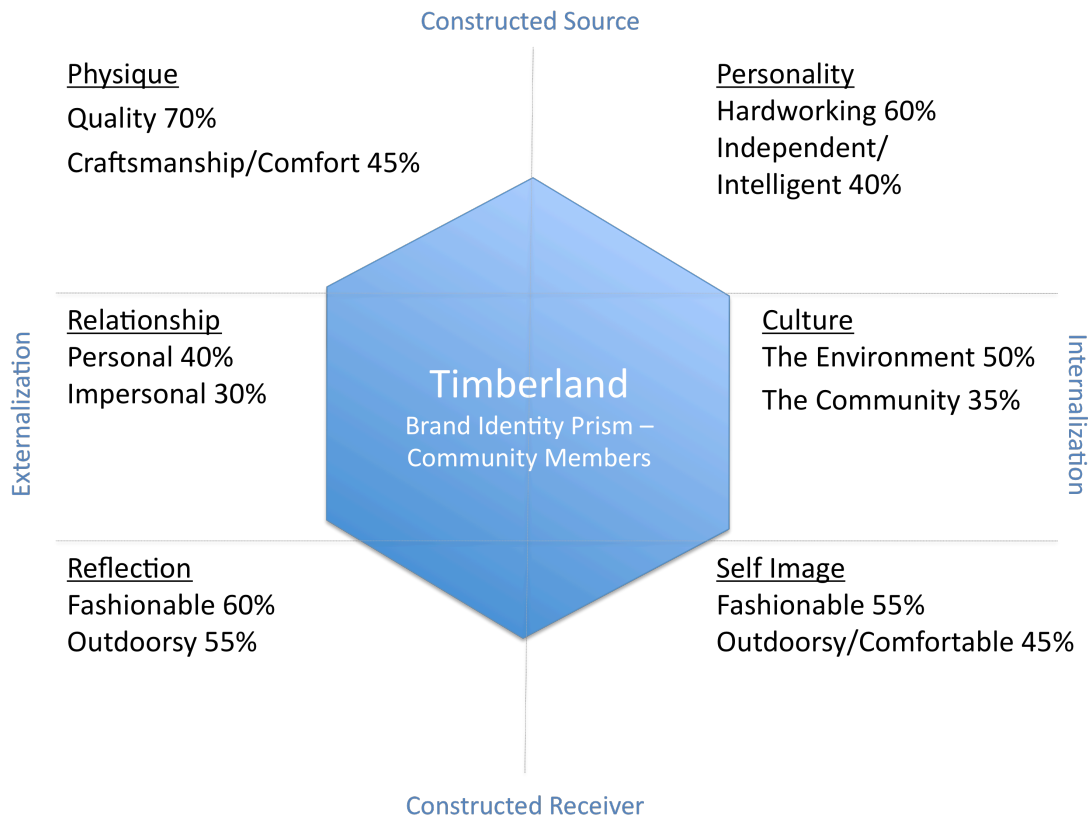 Constructed Source
Physique
Quality 70%
Craftsmanship/Comfort 45%
Personality
Hardworking 60%
Independent/
Intelligent 40%
Externalization
Relationship
Personal 40%
Impersonal 30%
Timberland
Brand Identity Prism –
Community Members
Culture
The Environment 50%
The Community 35%
Internalization
Reflection
Fashionable 60%
Outdoorsy 55%
Self Image
Fashionable 55%
Outdoorsy/Comfortable 45%
Constructed Receiver